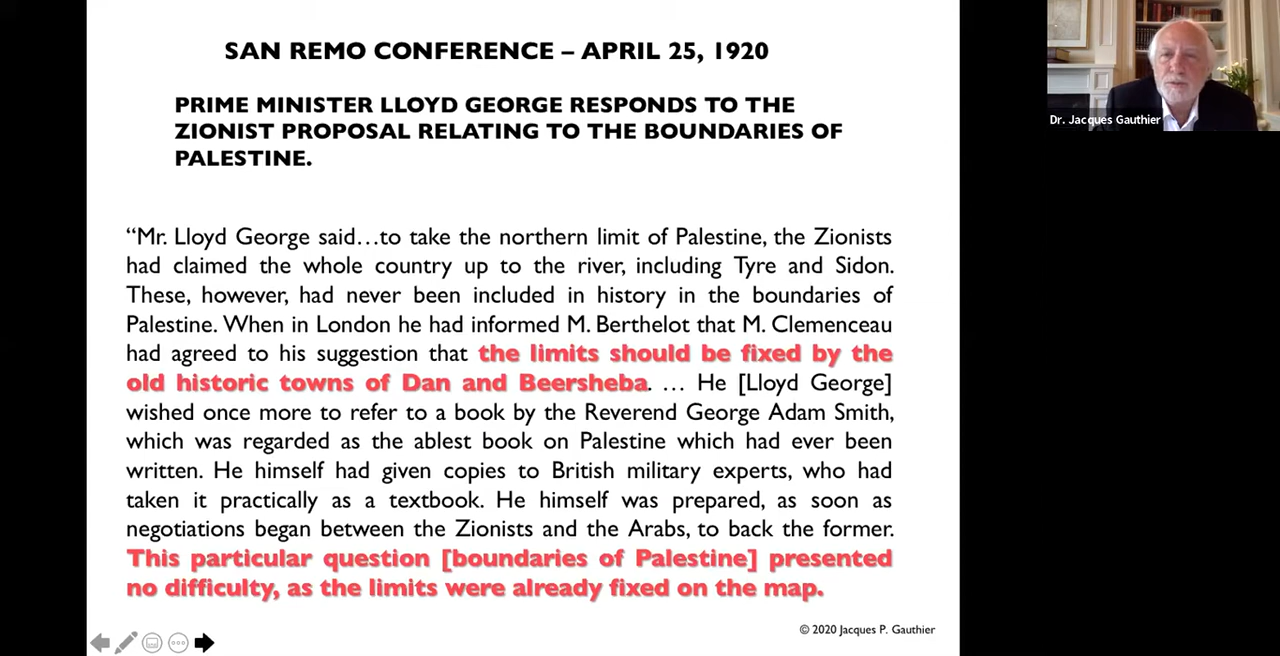 SAN REMO CONFERENCE – APRIL 25, 1920
PRIME MINISTER LLOYD GEORGE RESPONDS TO THE
ZIONIST PROPOSAL RELATING TO THE BOUNDARIES OF
PALESTINE.
“Mr. Lloyd George said…to take the northern limit of Palestine, the Zionists
had claimed the whole country up to the river, including Tyre and Sidon.
These, however, had never been included in history in the boundaries of
Palestine. When in London he had informed M. Berthelot that M. Clemenceau
had agreed to his suggestion that the limits should be fixed by the
old historic towns of Dan and Beersheba. … He [Lloyd George]
wished once more to refer to a book by the Reverend George Adam Smith,
which was regarded as the ablest book on Palestine which had ever been
written. He himself had given copies to British military experts, who had
taken it practically as a textbook. He himself was prepared, as soon as
negotiations began between the Zionists and the Arabs, to back the former.
This particular question [boundaries of Palestine] presented
no difficulty, as the limits were already fixed on the map.
© 2020 Jacques P. Gauthier
Dr. Jacques Gauthier